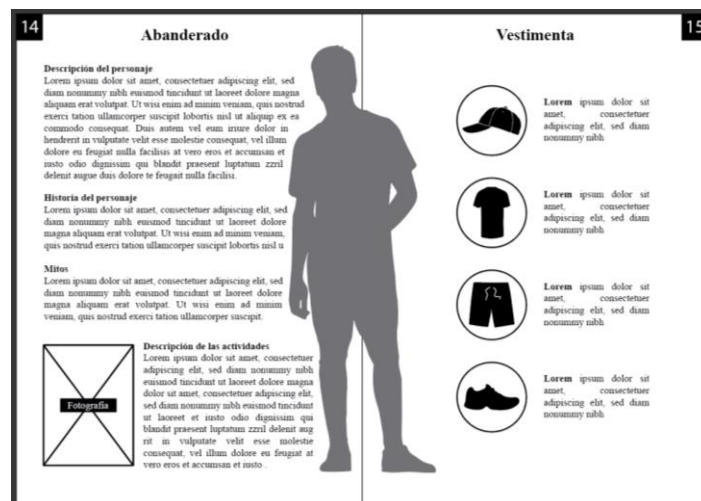 14
Abanderado
Descripción del personaje
Lorem ipsum dolor sit amet, consectetuer adipiscing elit, sed
diam nonummy nibh euismod tincidunt ut laoreet dolore magna
aliquam erat volutpat. Ut wisi enim ad minim veniam, quis nostrud
exerci tation ullamcorper suscipit lobortis nisl ut aliquip ex ea
commodo consequat. Duis autem vel eum iriure dolor in
hendrerit in vulputate velit esse molestie consequat, vel illum
dolore eu feugiat nulla facilisis at vero eros et accumsan et
iusto odio dignissim qui blandit praesent luptatum zzril
delenit augue duis dolore te feugait nulla facilisi.
Historia del personaje
Lorem ipsum dolor sit amet, consectetuer adipiscing elit, sed
diam nonummy nibh euismod tincidunt ut laoreet dolore
magna aliquam erat volutpat. Ut wisi enim ad minim veniam,
quis nostrud exerci tation ullamcorper suscipit lobortis nisl u
Mitos
Lorem ipsum dolor sit amet, consectetuer adipiscing elit, sed
diam nonummy nibh euismod tincidunt ut laoreet dolore
magna aliquam erat volutpat. Ut wisi enim ad minim
veniam, quis nostrud exerci tation ullamcorper suscipit.
Fotografía
Descripción de las actividades
Lorem ipsum dolor sit amet, consectetuer
adipiscing elit, sed diam nonummy nibh
euismod tincidunt ut laoreet dolore magna
dolor sit amet, consectetuer adipiscing elit,
sed diam nonummy nibh euismod tincidunt
ut laoreet et iusto odio dignissim qui
blandit praesent luptatum zzril delenit aug
rit in vulputate velit esse molestie
consequat, vel illum dolore eu feugiat at
vero eros et accumsan et iusto .
15
Vestimenta
Lorem ipsum dolor sit
amet, consectetuer
adipiscing elit, sed diam
nonummy nibh
Lorem ipsum dolor sit
amet, consectetuer
adipiscing elit, sed diam
nonummy nibh
Lorem ipsum dolor sit
amet, consectetuer
adipiscing elit, sed diam
nonummy nibh
Lorem ipsum dolor sit
amet, consectetuer
adipiscing elit, sed diam
nonummy nibh